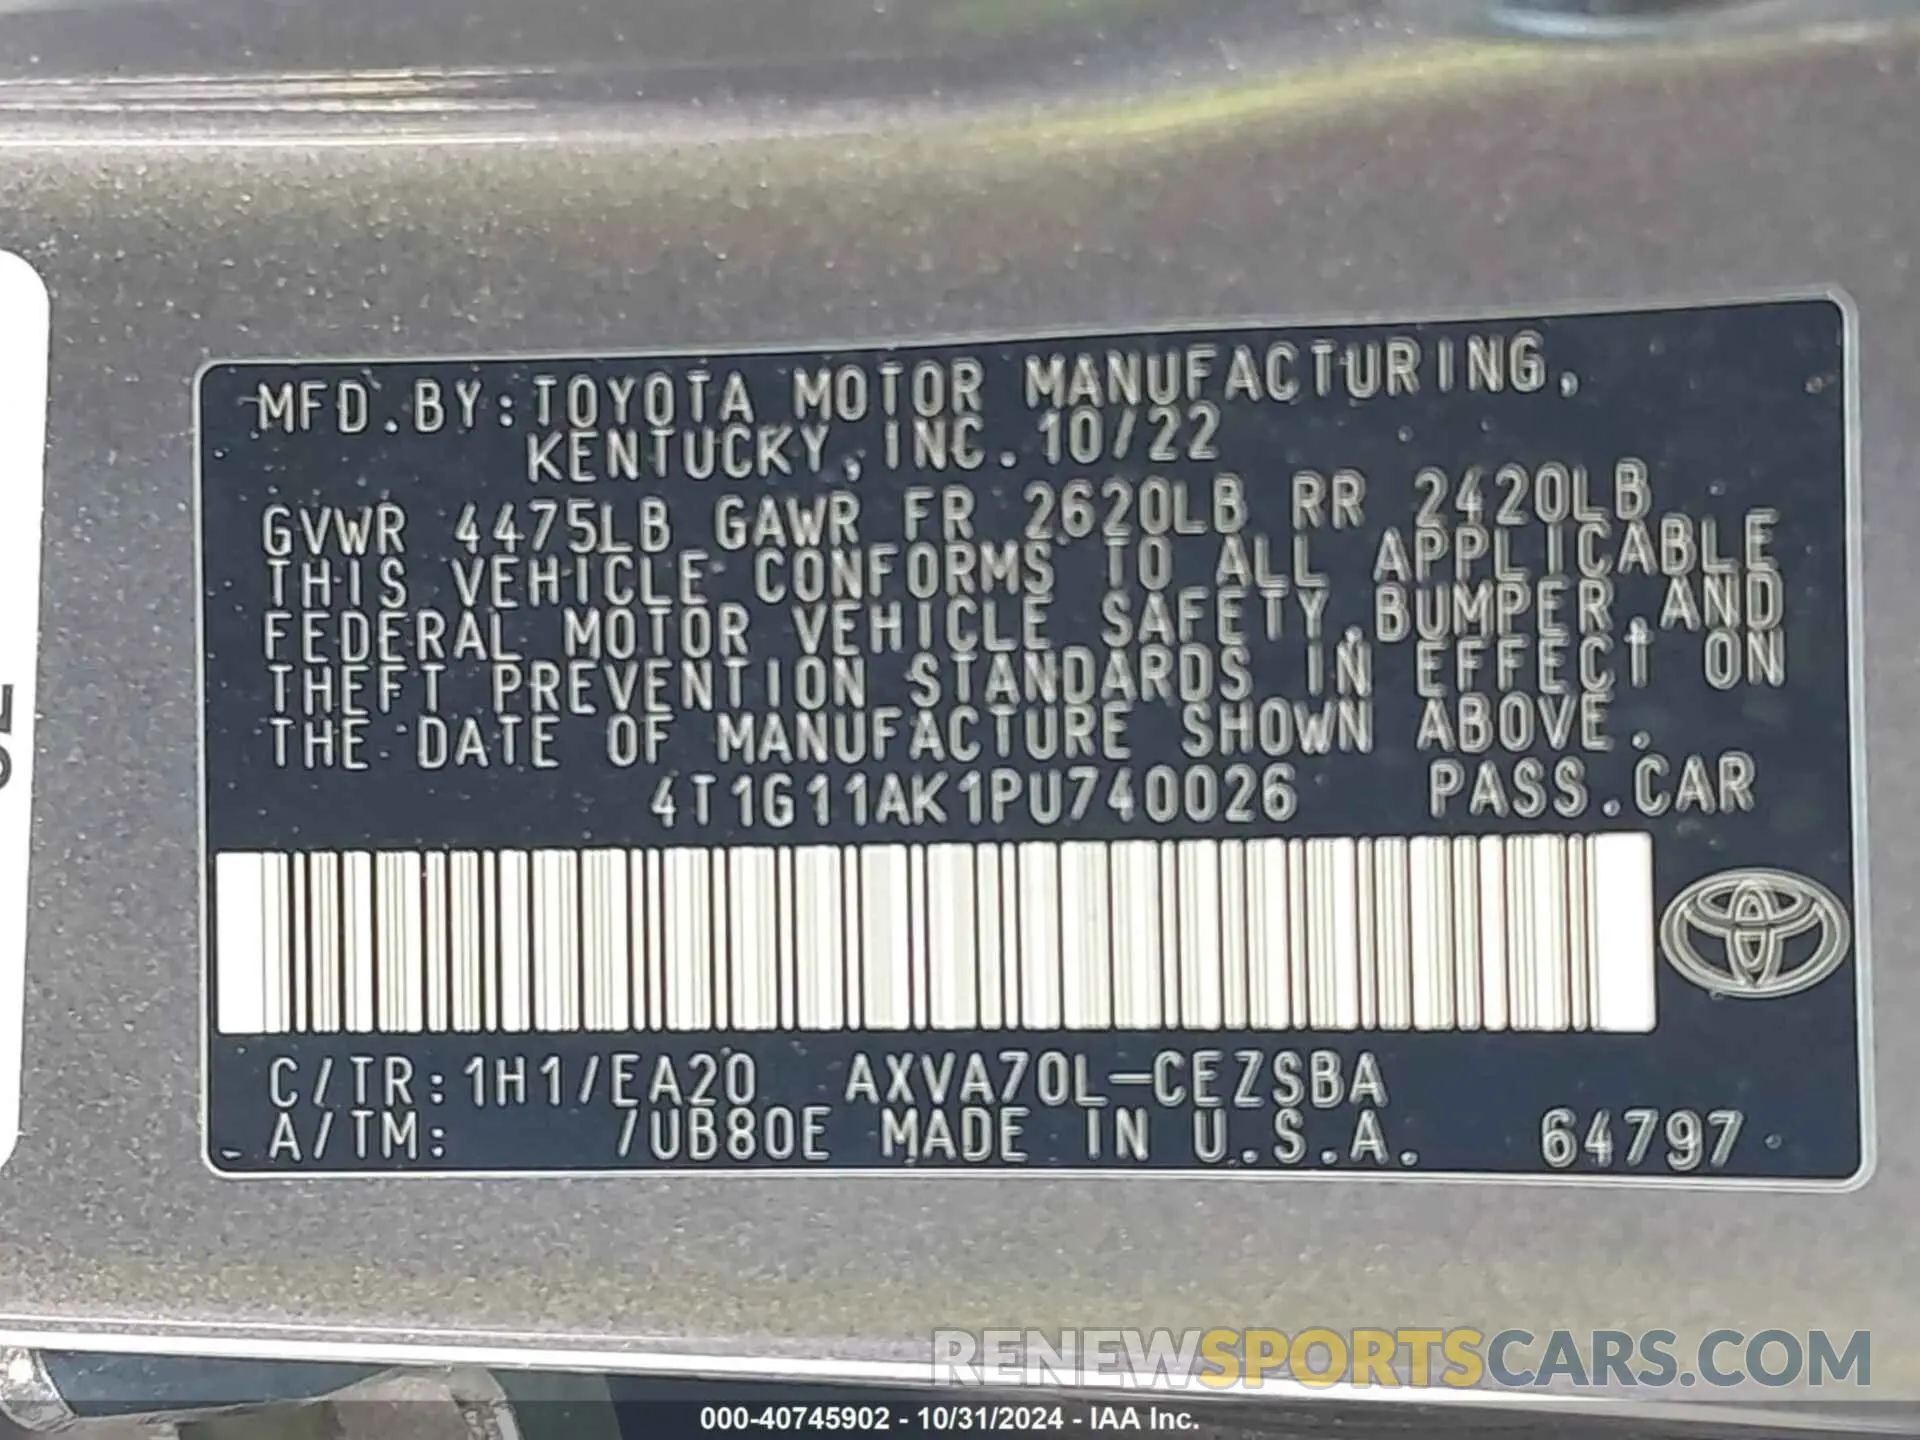 MFD.BY:TOYOTA MOTOR MANUFACTURING,
KENTUCKY,INC.10/22
GVWR 4475LB GAWR FR 2620LB RR 2420LB
THIS VEHICLE CONFORMS TO ALL APPLICABLE
FEDERAL MOTOR VEHICLE SAFETY,BUMPER,AND
THEFT PREVENTION STANDARDS IN EFFECT ON
THE DATE OF MANUFACTURE SHOWN ABOVE.
4T1G11AK1PU740026 PASS.CAR
C/TR:1H1/EA20 AXVA70L-CEZSBA
A/TM: /UB80E MADE IN U.S.A. 64797
RENEWSPORTSCARS.COM
000-40745902 - 10/31/2024 - IAA Inc.